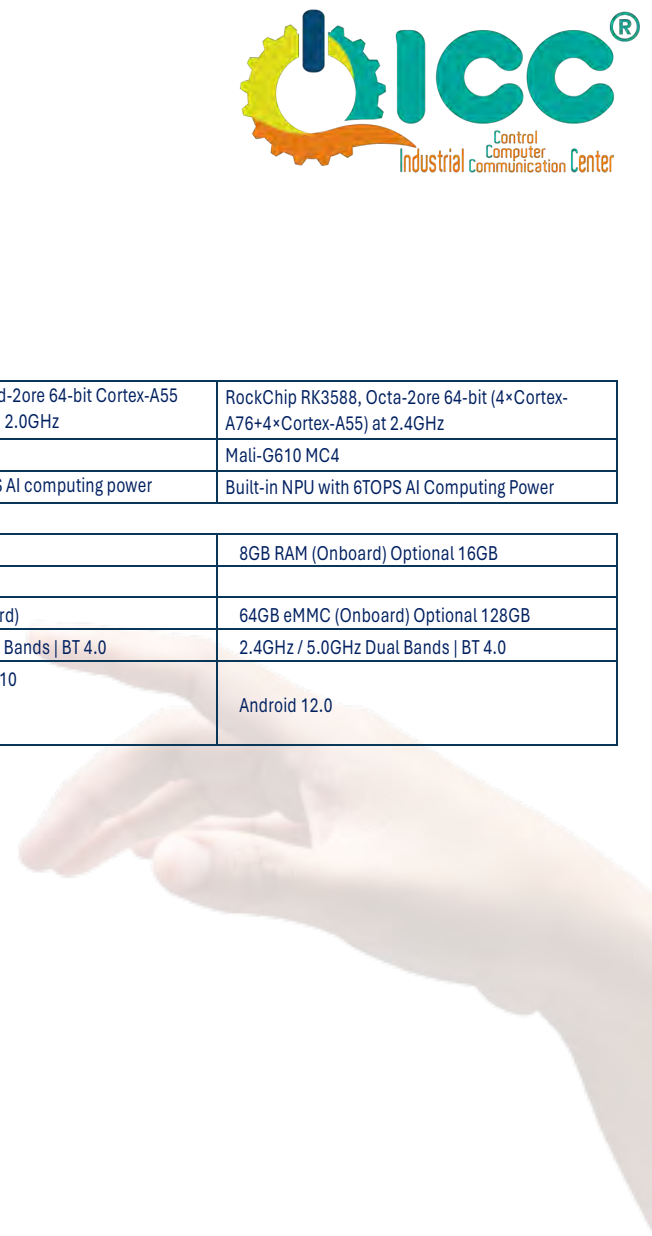 ICC®
Control
Industrial Computer Center
Communication
d-2ore 64-bit Cortex-A55
2.0GHz
RockChip RK3588, Octa-2ore 64-bit (4×Cortex-
A76+4×Cortex-A55) at 2.4GHz
Mali-G610 MC4
S AI computing power
Built-in NPU with 6TOPS AI Computing Power
8GB RAM (Onboard) Optional 16GB
rd)
64GB eMMC (Onboard) Optional 128GB
Bands | BT 4.0
2.4GHz / 5.0GHz Dual Bands | BT 4.0
10
Android 12.0